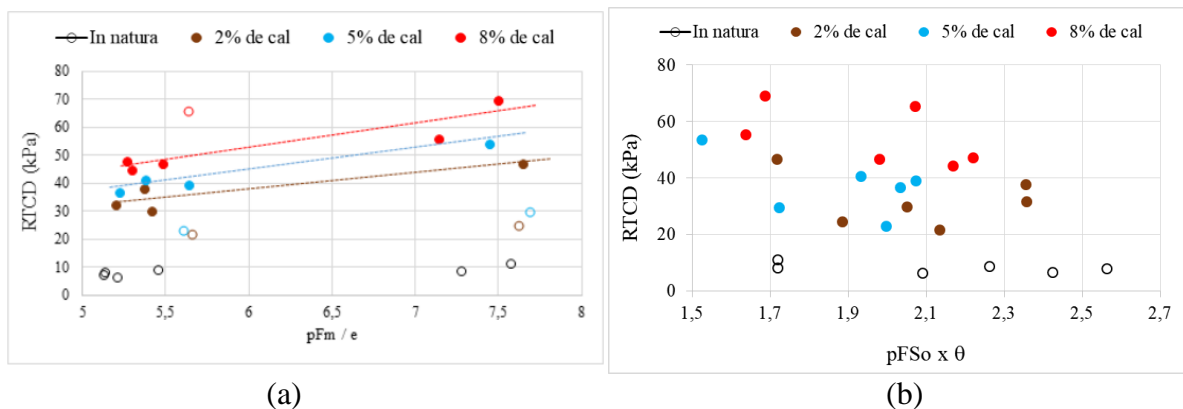 In natura 2% de cal 5% de cal 8% de cal
80
70
60
50
40
30
20
10
0
RTCD (kPa)
5 5,5 6 6,5 7 7,5 8
pFm / e
(a)
In natura 2% de cal 5% de cal 8% de cal
80
60
40
20
0
RTCD (kPa)
1,5 1,7 1,9 2,1 2,3 2,5 2,7
pFSo x θ
(b)